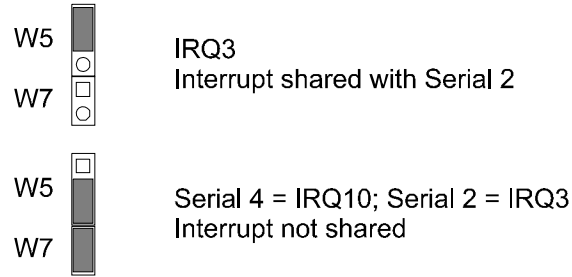 W5
IRQ3
Interrupt shared with Serial 2
W7
W5
Serial 4 = IRQ10; Serial 2 = IRQ3
Interrupt not shared
W7